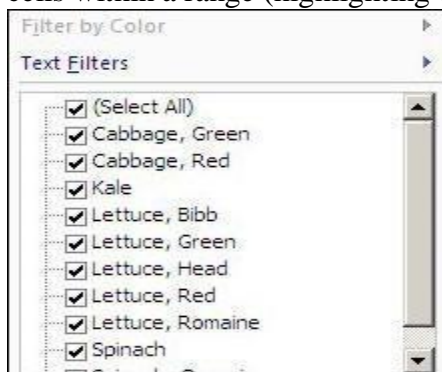 Filter by Color
Text Filters
(Select All)
Cabbage, Green
Cabbage, Red
Kale
Lettuce, Bibb
Lettuce, Green
Lettuce, Head
Lettuce, Red
Lettuce, Romaine
Spinach